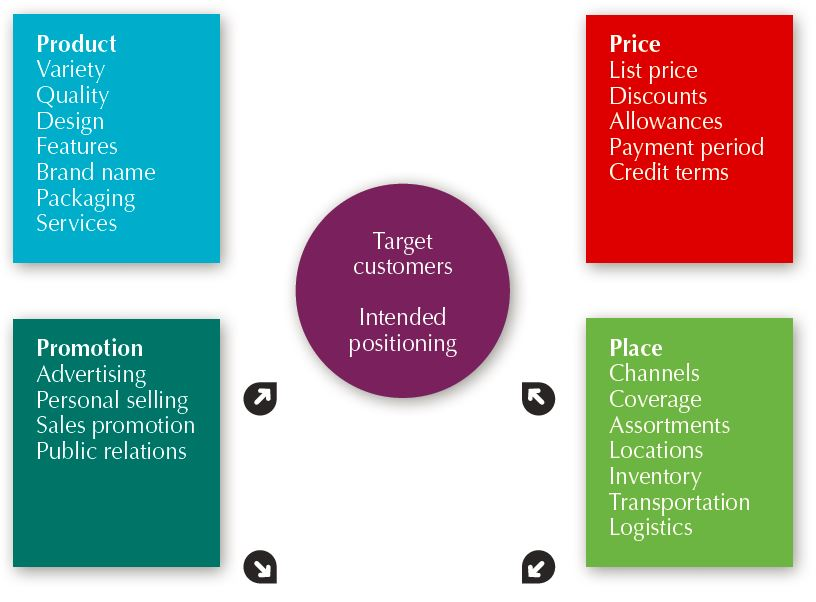 Product
Variety
Quality
Design
Features
Brand name
Packaging
Services
Price
List price
Discounts
Allowances
Payment period
Credit terms
Target
customers
Intended
positioning
Promotion
Advertising
Personal selling
Sales promotion
Public relations
Place
Channels
Coverage
Assortments
Locations
Inventory
Transportation
Logistics